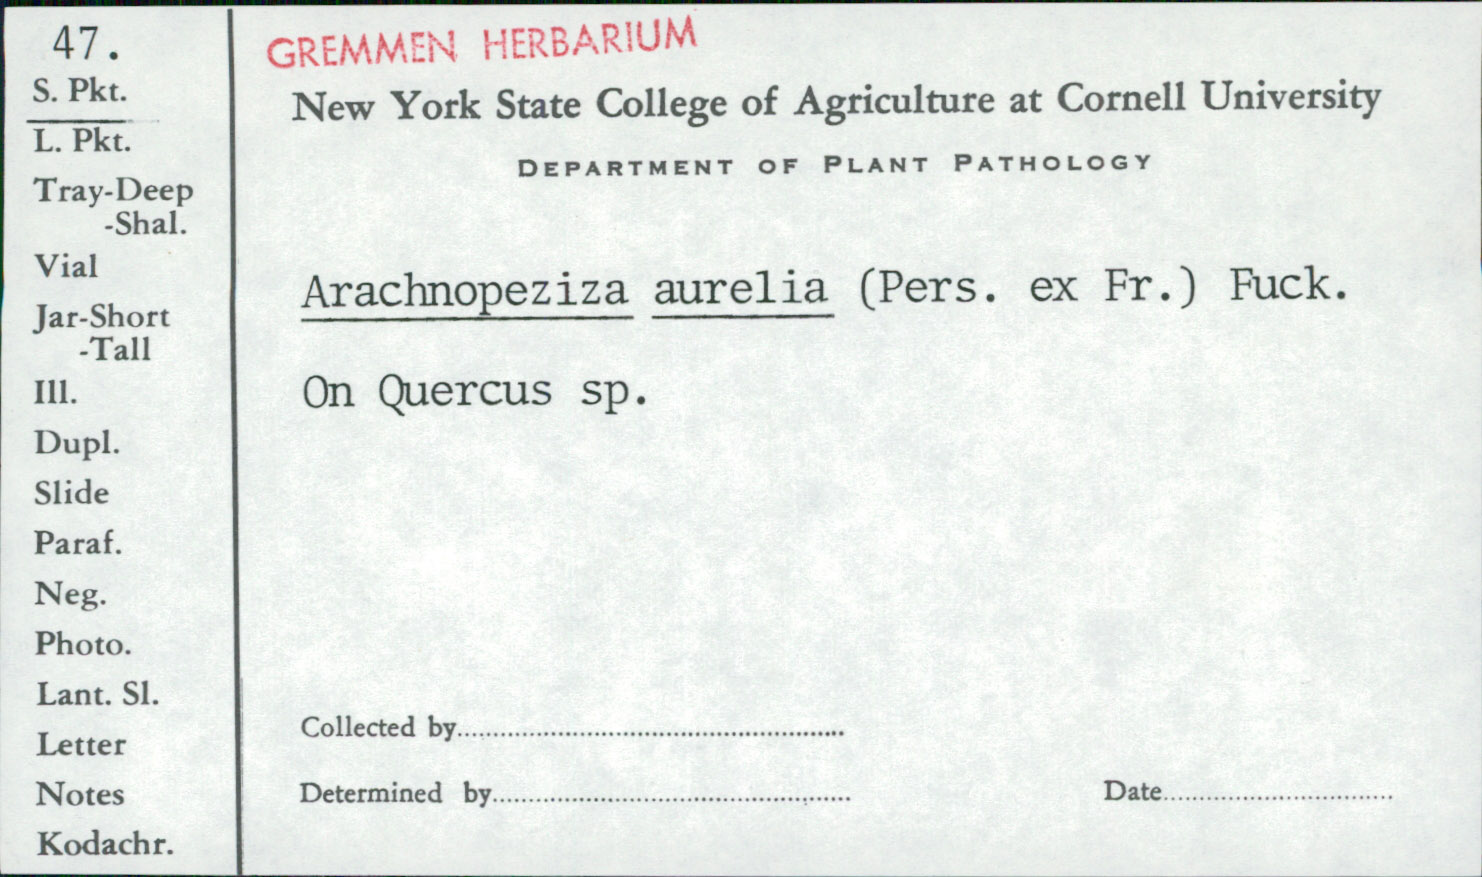 47.
S. Pkt.
L. Pkt.
Tray-Deep
-Shal.
Vial
Jar-Short
-Tall
Ill.
Dupl.
Slide
Paraf.
Neg.
Photo.
Lant. Sl.
Letter
Notes
Kodachr.
GREMMEN HERBARIUM
New York State College of Agriculture at Cornell University
DEPARTMENT OF PLANT PATHOLOGY
Arachnopeziza aurelia (Pers. ex Fr.) Fuck.
On Quercus sp.
Collected by
Determined by
Date